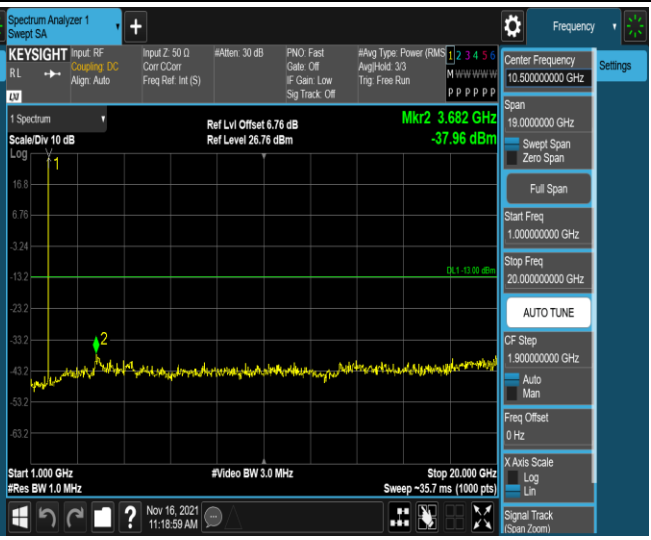 Spectrum Analyzer 1
Swept SA
Frequency
KEYSIGHT
Input: RF
Input Z: 50 Ω
#Atten: 30 dB
PNO: Fast
#Avg Type: Power (RMS
1 2 3 4 5 6
R L
Coupling: DC
Corr CCorr
Gate: Off
Avg|Hold: 3/3
M W W W W W
Align: Auto
Freq Ref: Int (S)
IF Gain: Low
Trig: Free Run
P P P P P P
Sig Track: Off
LXI
1 Spectrum
Ref Lvl Offset 6.76 dB
Mkr2 3.682 GHz
Scale/Div 10 dB
Ref Level 26.76 dBm
-37.96 dBm
Log
1
16.8
6.76
-3.24
DL1 -13.00 dBm
-13.2
-23.2
-33.2
2
-43.2
-53.2
-63.2
Start 1.000 GHz
#Video BW 3.0 MHz
Stop 20.000 GHz
#Res BW 1.0 MHz
Sweep ~35.7 ms (1000 pts)
Nov 16, 2021
11:18:59 AM
?
Center Frequency
10.500000000 GHz
Settings
Span
19.0000000 GHz
Swept Span
Zero Span
Full Span
Start Freq
1.000000000 GHz
Stop Freq
20.000000000 GHz
AUTO TUNE
CF Step
1.900000000 GHz
Auto
Man
Freq Offset
0 Hz
X Axis Scale
Log
Lin
Signal Track
(Span Zoom)